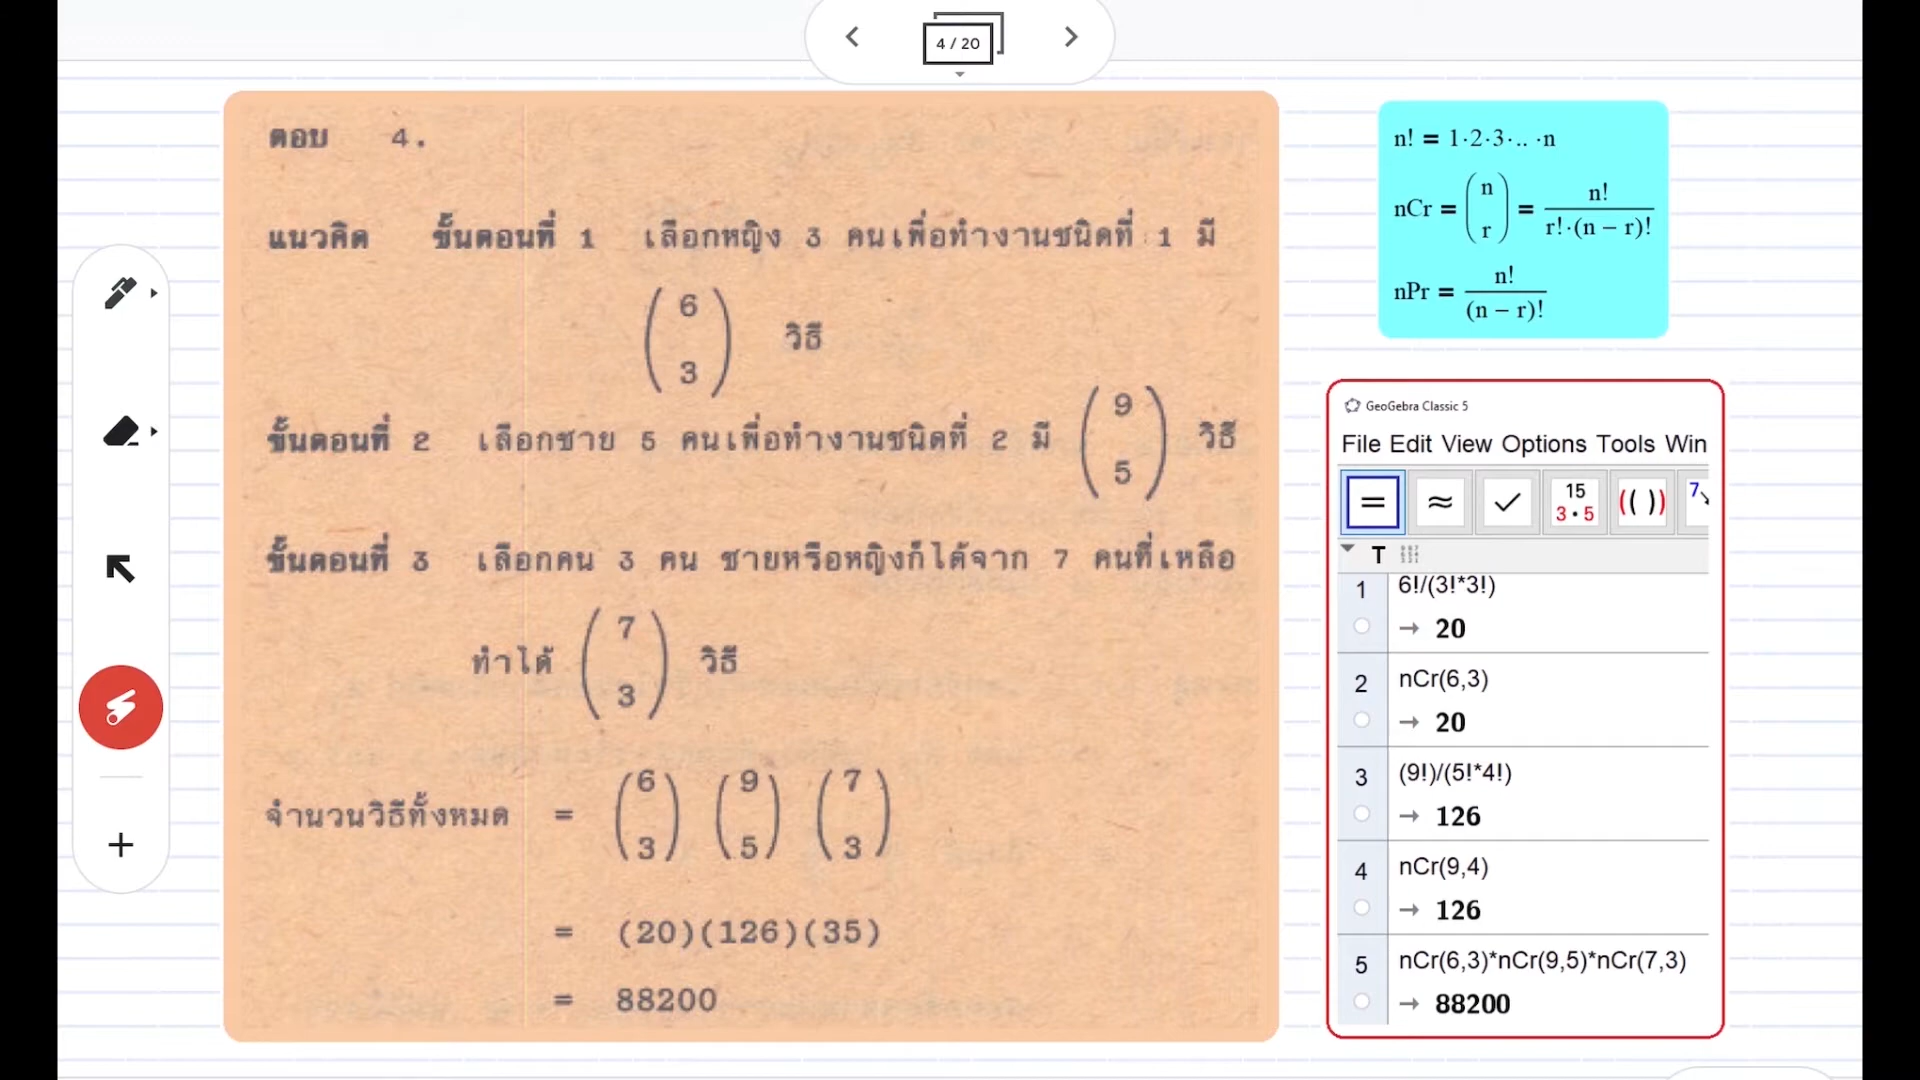 4 / 20
ตอบ 4.
แนวคิด ขั้นตอนที่ 1 เลือกหญิง 3 คนเพื่อทำงานชนิดที่ 1 มี
(6 3) วิธี
ขั้นตอนที่ 2 เลือกชาย 5 คนเพื่อทำงานชนิดที่ 2 มี (9 5) วิธี
ขั้นตอนที่ 3 เลือกคน 3 คน ชายหรือหญิงก็ได้จาก 7 คนที่เหลือ
ทำได้ (7 3) วิธี
จำนวนวิธีทั้งหมด = (6 3) (9 5) (7 3)
= (20)(126)(35)
= 88200
n! = 1·2·3·.. ·n
nCr = (n r) = n! / r!·(n − r)!
nPr = n! / (n − r)!
GeoGebra Classic 5
File Edit View Options Tools Win
= ≈ ✓ 15 3 • 5 (( )) 7
T
1 6!/(3!*3!)
→ 20
2 nCr(6,3)
→ 20
3 (9!)/(5!*4!)
→ 126
4 nCr(9,4)
→ 126
5 nCr(6,3)*nCr(9,5)*nCr(7,3)
→ 88200